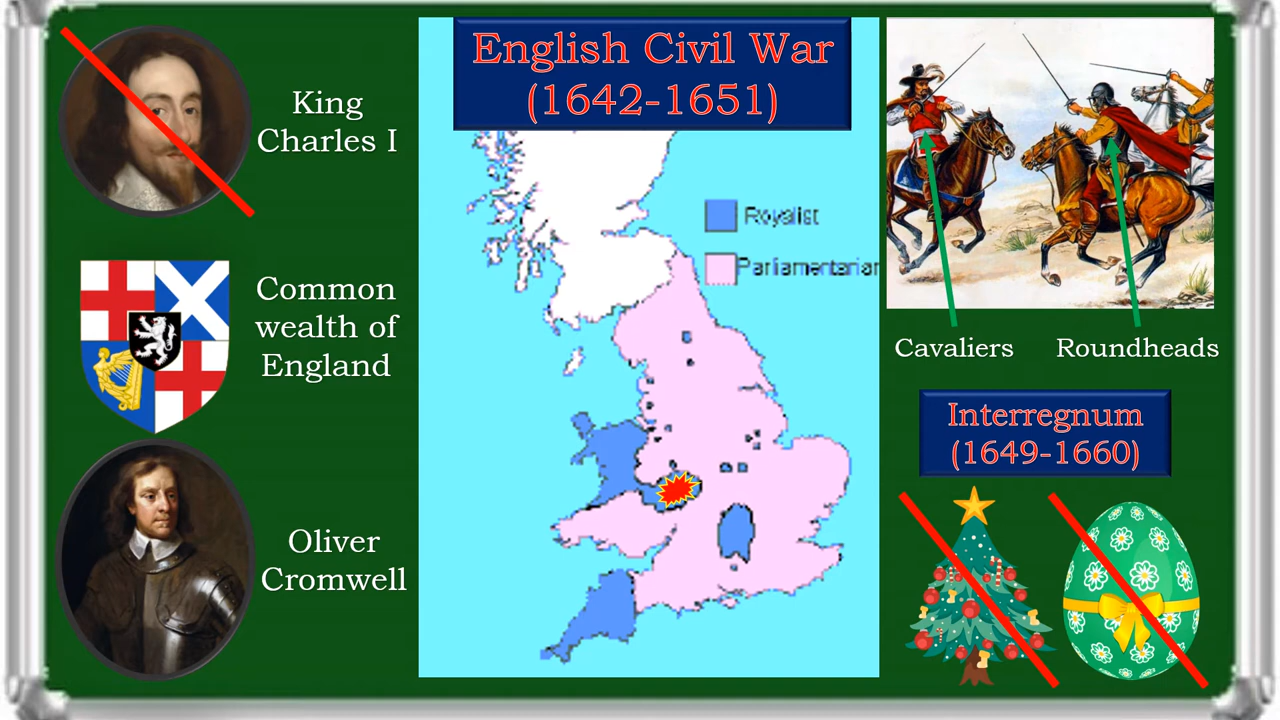 English Civil War
(1642-1651)
King
Charles I
Common
wealth of
England
Oliver
Cromwell
Royalist
Parliamentarian
Cavaliers
Roundheads
Interregnum
(1649-1660)